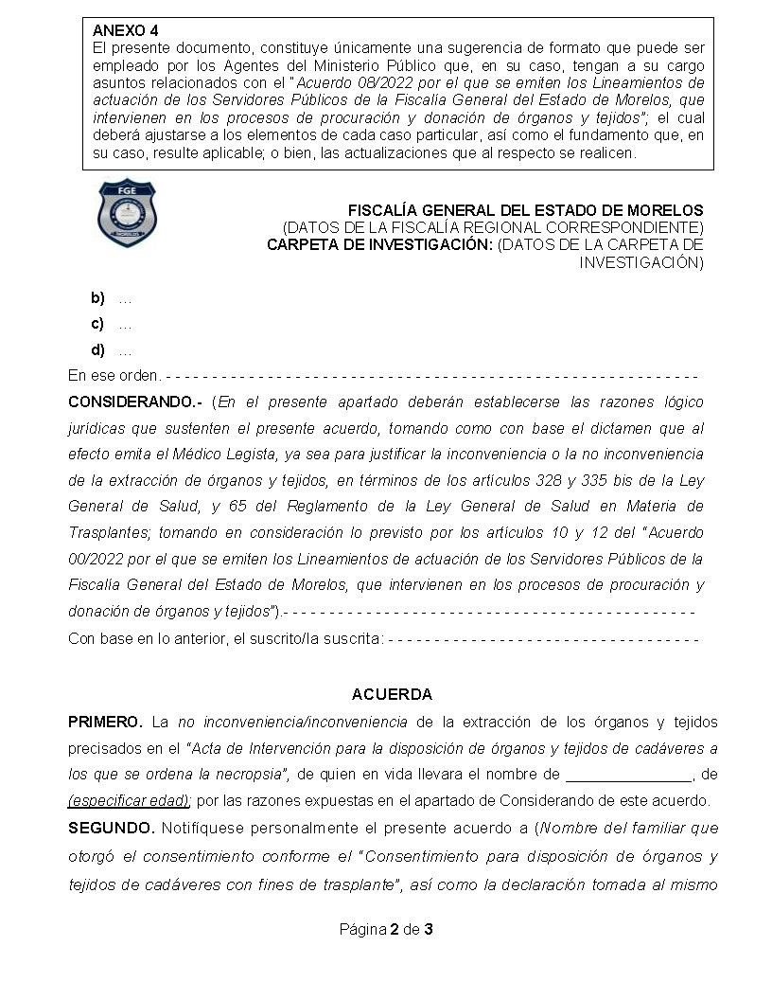 ANEXO 4
El presente documento, constituye únicamente una sugerencia de formato que puede ser
empleado por los Agentes del Ministerio Público que, en su caso, tengan a su cargo
asuntos relacionados con el "Acuerdo 08/2022 por el que se emiten los Lineamientos de
actuación de los Servidores Públicos de la Fiscalía General del Estado de Morelos, que
intervienen en los procesos de procuración y donación de órganos y tejidos"; el cual
deberá ajustarse a los elementos de cada caso particular, así como el fundamento que, en
su caso, resulte aplicable; o bien, las actualizaciones que al respecto se realicen.
FGE
MORELOS
FISCALÍA GENERAL DEL ESTADO DE MORELOS
(DATOS DE LA FISCALÍA REGIONAL CORRESPONDIENTE)
CARPETA DE INVESTIGACIÓN: (DATOS DE LA CARPETA DE
INVESTIGACIÓN)
b) ...
c) ...
d) ...
En ese orden. - - - - - - - - - - - - - - - - - - - - - - - - - - - - - - - - - - - - - - - - - - - - - - - - - - - - - - - - - -
CONSIDERANDO.- (En el presente apartado deberán establecerse las razones lógico
jurídicas que sustenten el presente acuerdo, tomando como con base el dictamen que al
efecto emita el Médico Legista, ya sea para justificar la inconveniencia o la no inconveniencia
de la extracción de órganos y tejidos, en términos de los artículos 328 y 335 bis de la Ley
General de Salud, y 65 del Reglamento de la Ley General de Salud en Materia de
Trasplantes; tomando en consideración lo previsto por los artículos 10 y 12 del "Acuerdo
00/2022 por el que se emiten los Lineamientos de actuación de los Servidores Públicos de la
Fiscalía General del Estado de Morelos, que intervienen en los procesos de procuración y
donación de órganos y tejidos").- - - - - - - - - - - - - - - - - - - - - - - - - - - - - - - - - - - - - - - - - - - - -
Con base en lo anterior, el suscrito/la suscrita: - - - - - - - - - - - - - - - - - - - - - - - - - - - - - - - - - -
ACUERDA
PRIMERO. La no inconveniencia/inconveniencia de la extracción de los órganos y tejidos
precisados en el "Acta de Intervención para la disposición de órganos y tejidos de cadáveres a
los que se ordena la necropsia", de quien en vida llevara el nombre de _______________, de
(especificar edad); por las razones expuestas en el apartado de Considerando de este acuerdo.
SEGUNDO. Notifíquese personalmente el presente acuerdo a (Nombre del familiar que
otorgó el consentimiento conforme el "Consentimiento para disposición de órganos y
tejidos de cadáveres con fines de trasplante", así como la declaración tomada al mismo
Página 2 de 3